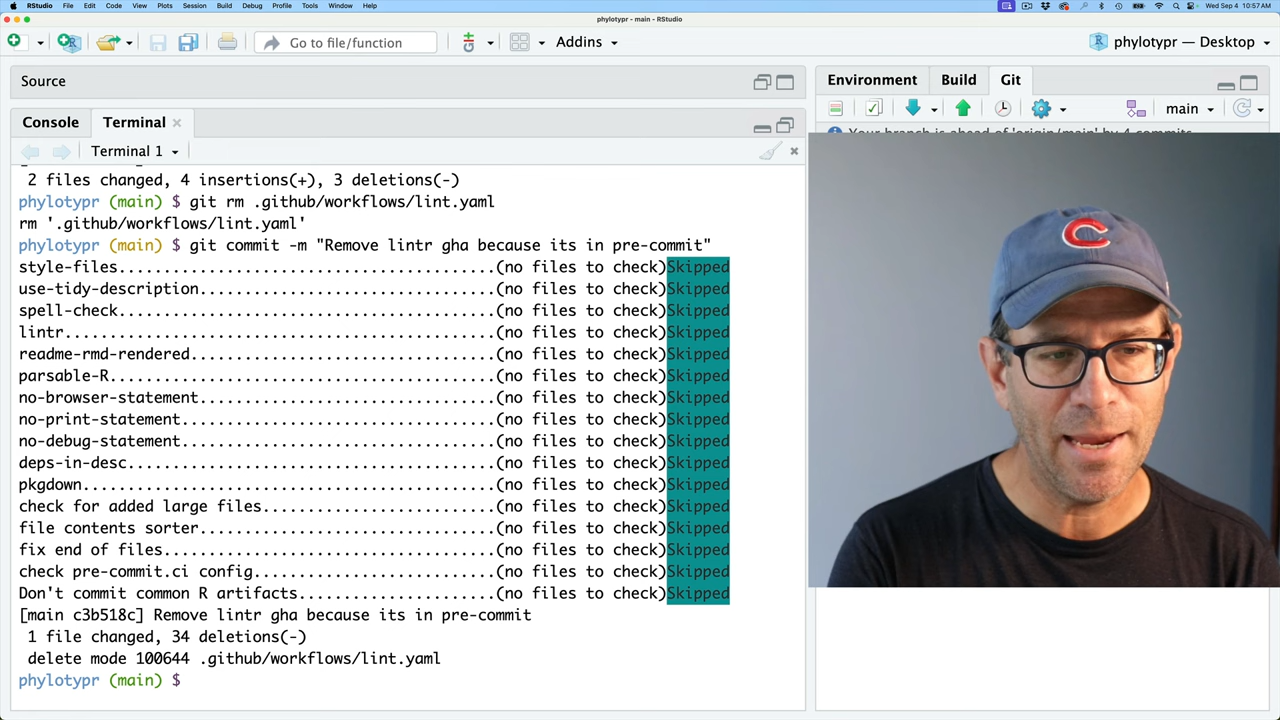 RStudio File Edit Code View Plots Session Build Debug Profile Tools Window Help Wed Sep 4 10:57 AM
phylotypr - main - RStudio
Go to file/function Addins phylotypr — Desktop
Source Environment Build Git
main
Your branch is ahead of 'origin/main' by 4 commits.
Console Terminal
Terminal 1
2 files changed, 4 insertions(+), 3 deletions(-)
phylotypr (main) $ git rm .github/workflows/lint.yaml
rm '.github/workflows/lint.yaml'
phylotypr (main) $ git commit -m "Remove lintr gha because its in pre-commit"
style-files..........................................(no files to check)Skipped
use-tidy-description.................................(no files to check)Skipped
spell-check..........................................(no files to check)Skipped
lintr................................................(no files to check)Skipped
readme-rmd-rendered..................................(no files to check)Skipped
parsable-R...........................................(no files to check)Skipped
no-browser-statement.................................(no files to check)Skipped
no-print-statement...................................(no files to check)Skipped
no-debug-statement...................................(no files to check)Skipped
deps-in-desc.........................................(no files to check)Skipped
pkgdown..............................................(no files to check)Skipped
check for added large files..........................(no files to check)Skipped
file contents sorter.................................(no files to check)Skipped
fix end of files.....................................(no files to check)Skipped
check pre-commit.ci config...........................(no files to check)Skipped
Don't commit common R artifacts......................(no files to check)Skipped
[main c3b518c] Remove lintr gha because its in pre-commit
1 file changed, 34 deletions(-)
delete mode 100644 .github/workflows/lint.yaml
phylotypr (main) $
C